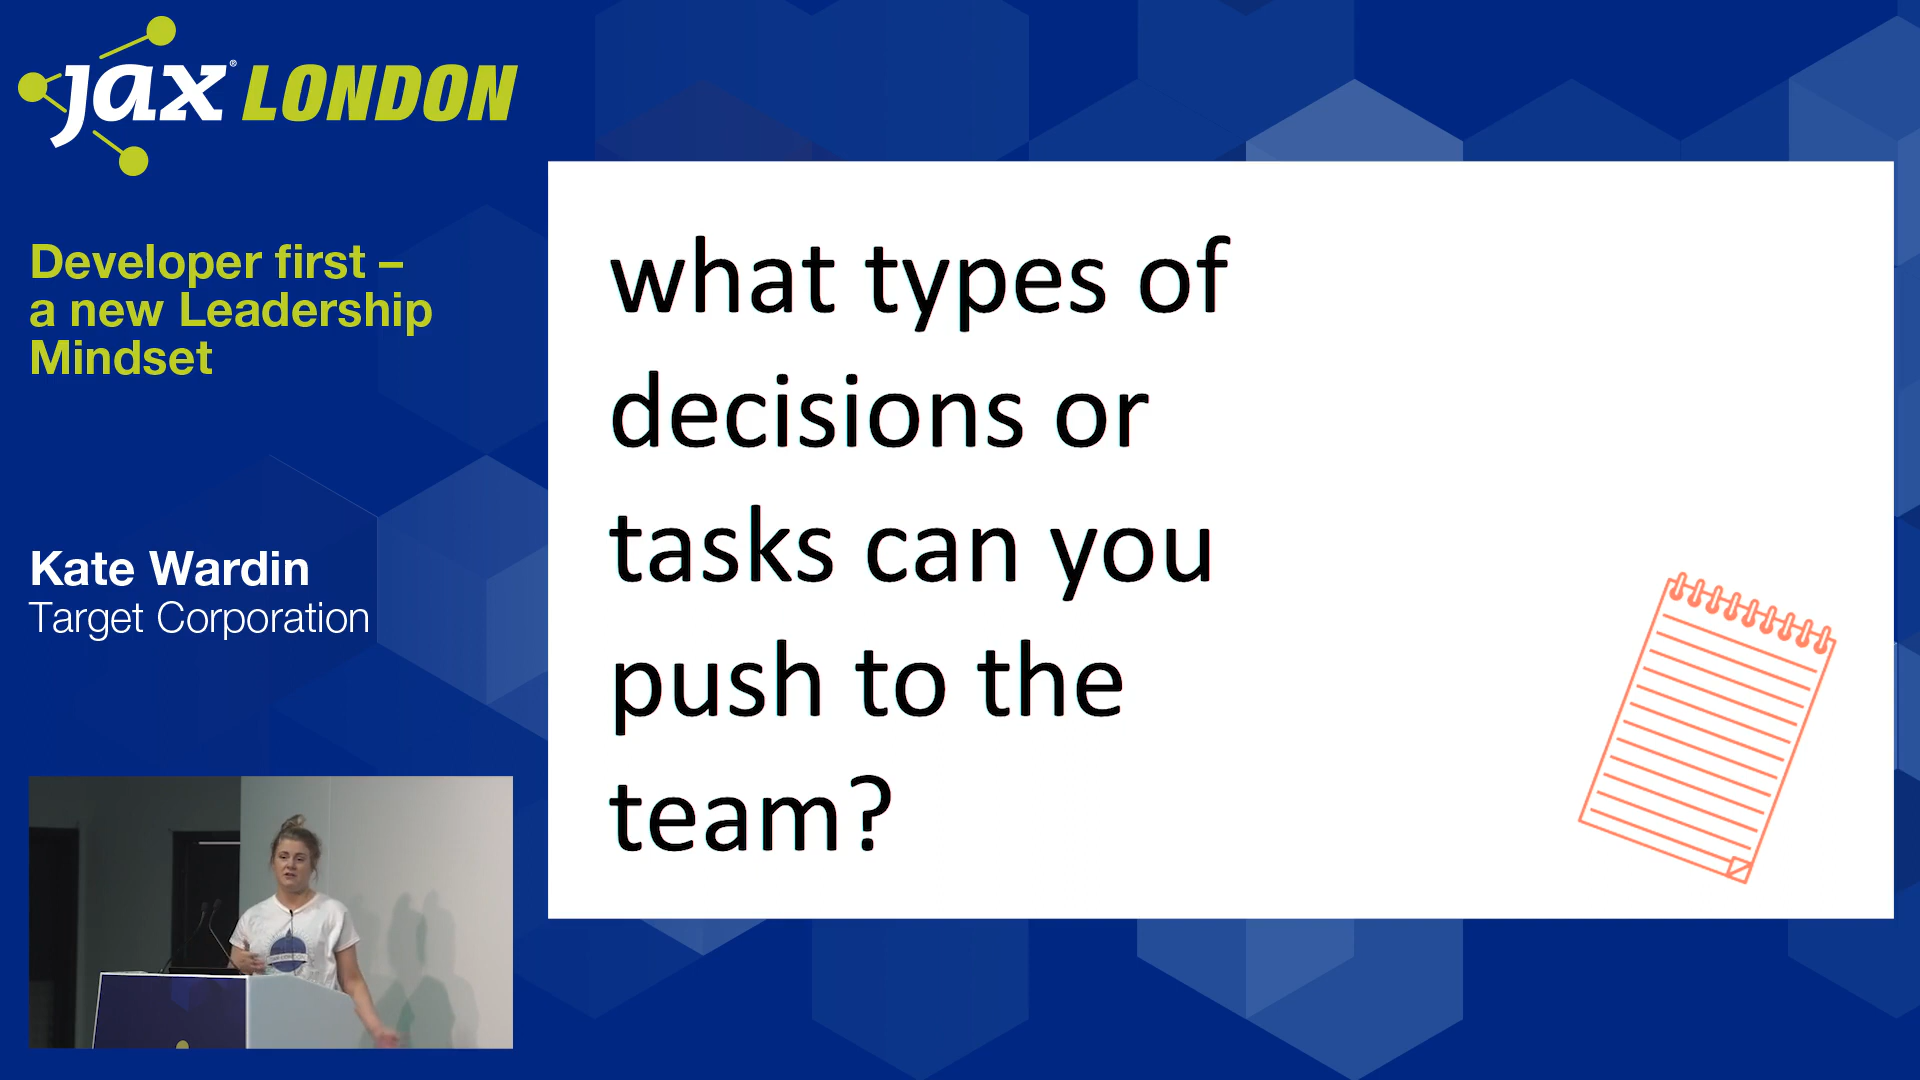 jax® LONDON
Developer first –
a new Leadership
Mindset
Kate Wardin
Target Corporation
what types of
decisions or
tasks can you
push to the
team?